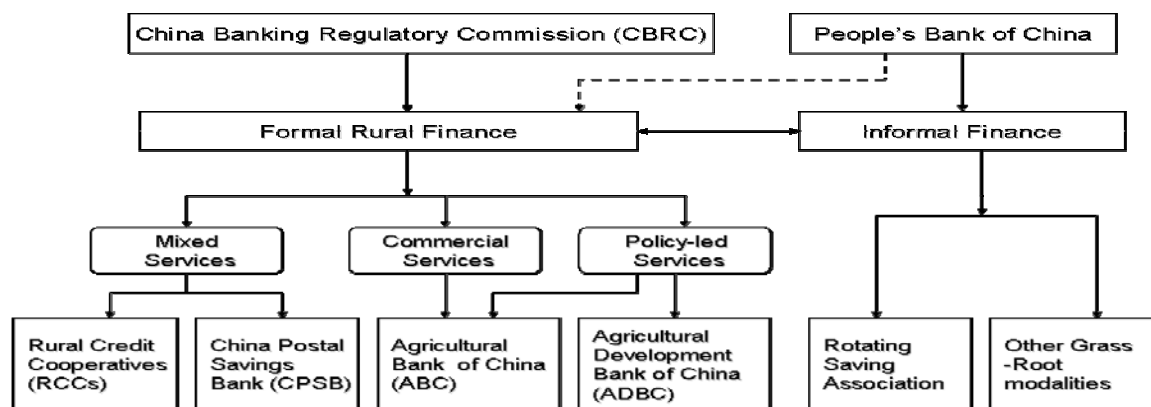 China Banking Regulatory Commission (CBRC)
People's Bank of China
Formal Rural Finance
Informal Finance
Mixed
Services
Commercial
Services
Policy-led
Services
Rural Credit
Cooperatives
(RCCs)
China Postal
Savings
Bank (CPSB)
Agricultural
Bank of China
(ABC)
Agricultural
Development
Bank of China
(ADBC)
Rotating
Saving
Association
Other Grass
-Root
modalities